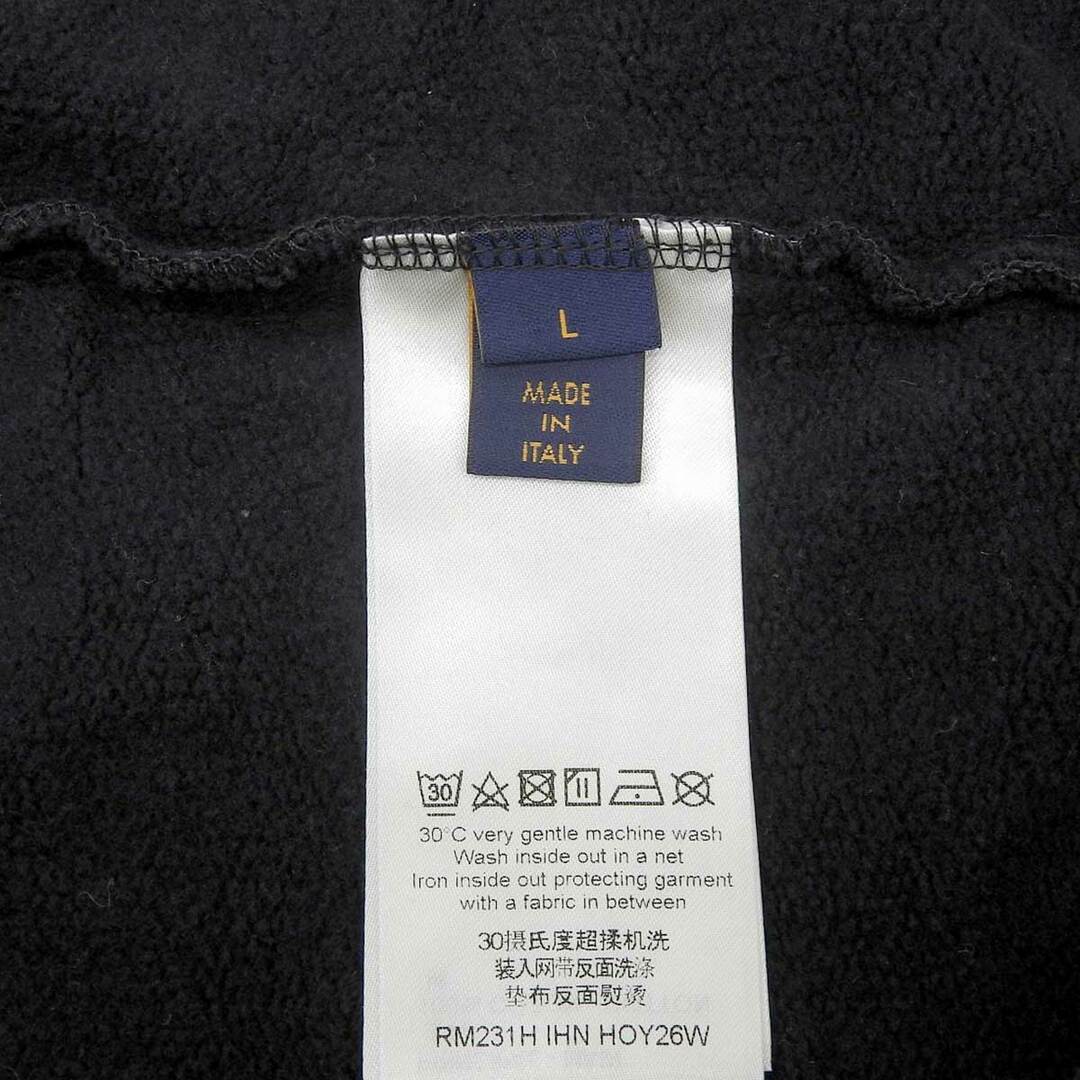 L
MADE
IN
ITALY
30
30°C very gentle machine wash
Wash inside out in a net
Iron inside out protecting garment
with a fabric in between
30摄氏度超揉机洗
装入网带反面洗涤
垫布反面熨烫
RM231H IHN HOY26W